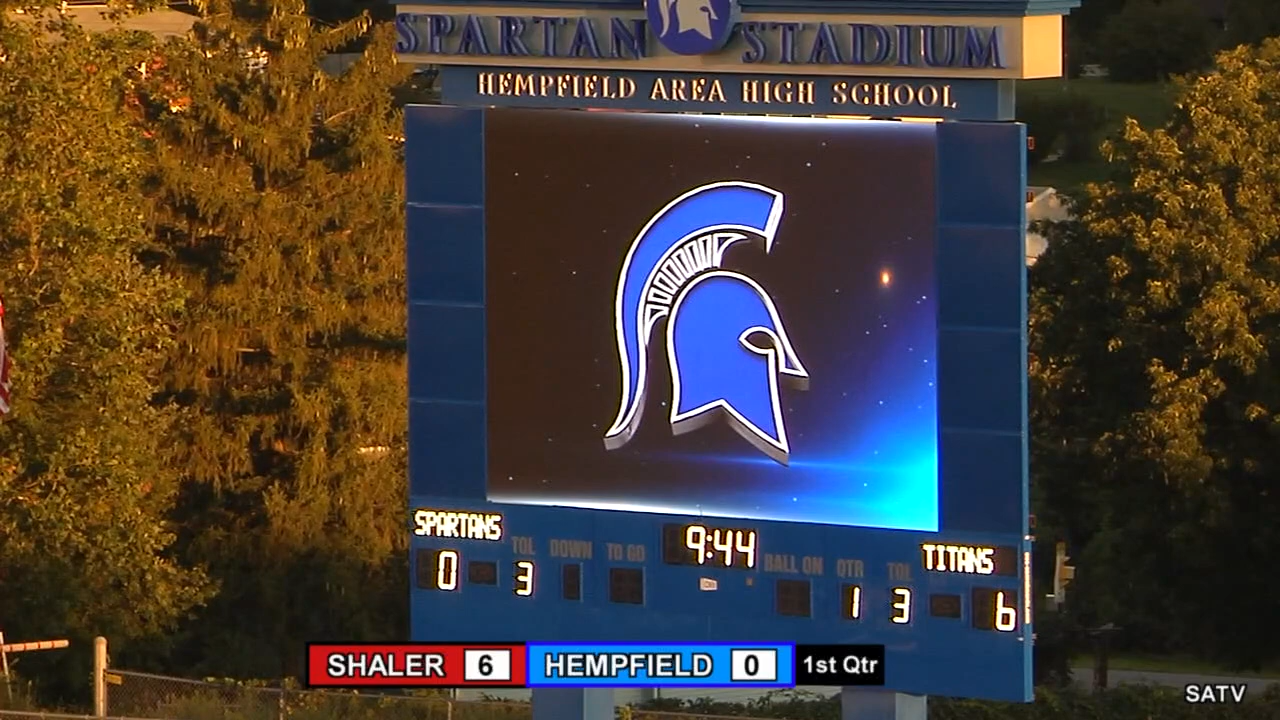 SPARTAN STADIUM
HEMPFIELD AREA HIGH SCHOOL
SPARTANS TOL DOWN TO GO 9:44 BALL ON QTR TOL TITANS
0 3 1 3 6
SHALER 6 HEMPFIELD 0 1st Qtr
SATV